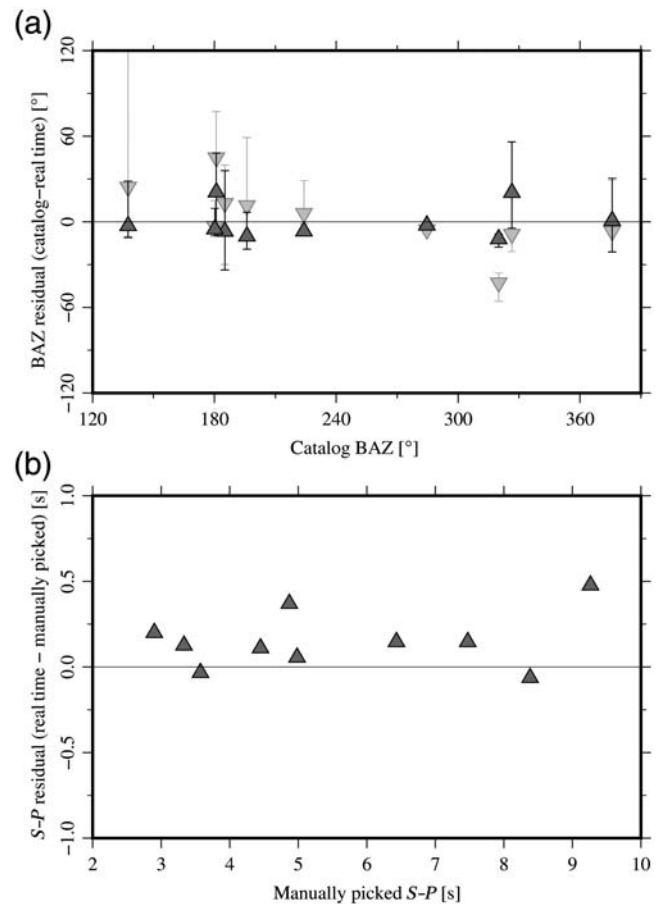 (a)
120
60
0
−60
−120
BAZ residual (catalog−real time) [°]
120 180 240 300 360
Catalog BAZ [°]
(b)
1.0
0.5
0.0
−0.5
−1.0
S-P residual (real time − manually picked) [s]
2 3 4 5 6 7 8 9 10
Manually picked S-P [s]